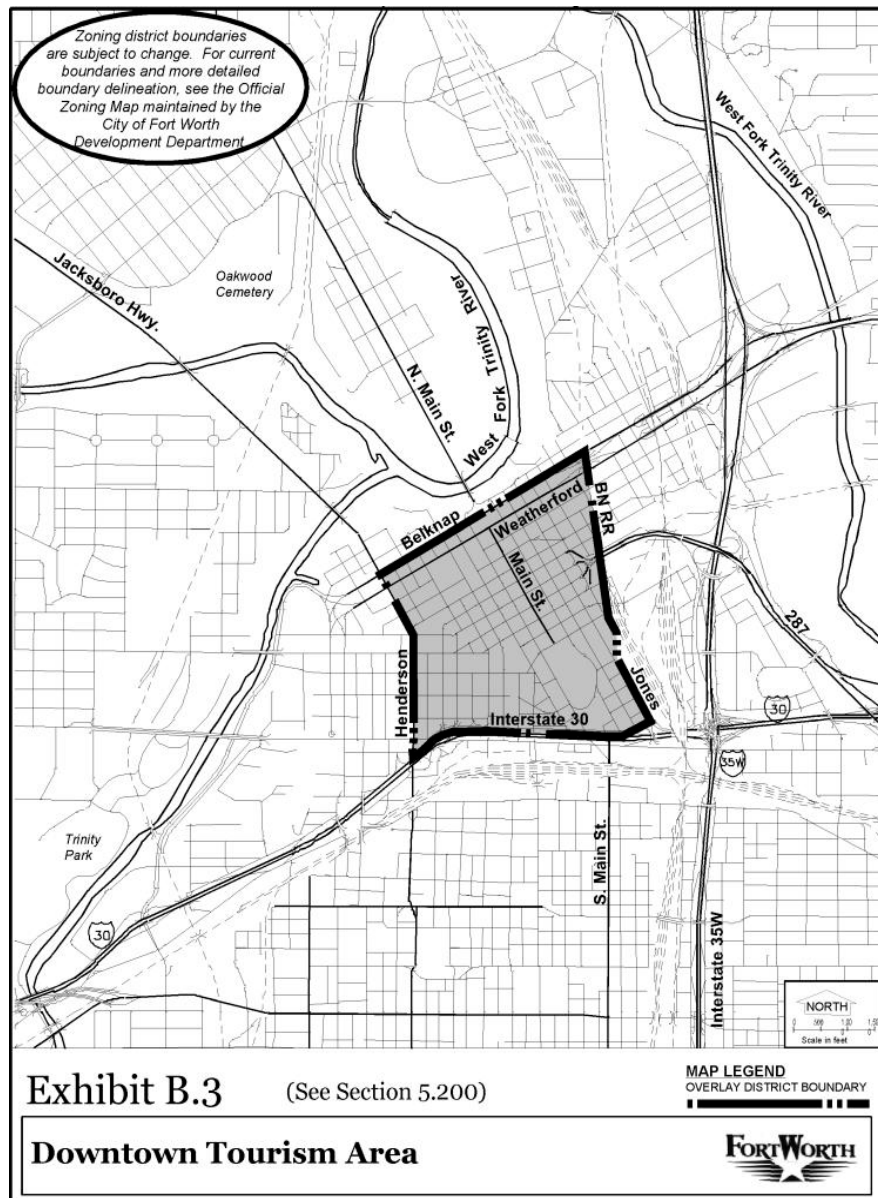 Zoning district boundaries
are subject to change. For current
boundaries and more detailed
boundary delineation, see the Official
Zoning Map maintained by the
City of Fort Worth
Development Department
West Fork Trinity River
Jacksboro Hwy.
Oakwood
Cemetery
N. Main St.
West Fork Trinity River
Belknap
Weatherford
BN RR
Main St.
287
Henderson
Jones
Interstate 30
30
35W
Trinity
Park
S. Main St.
30
Interstate 35W
NORTH
0 500
Scale in feet
Exhibit B.3
(See Section 5.200)
MAP LEGEND
OVERLAY DISTRICT BOUNDARY
Downtown Tourism Area
FORT WORTH